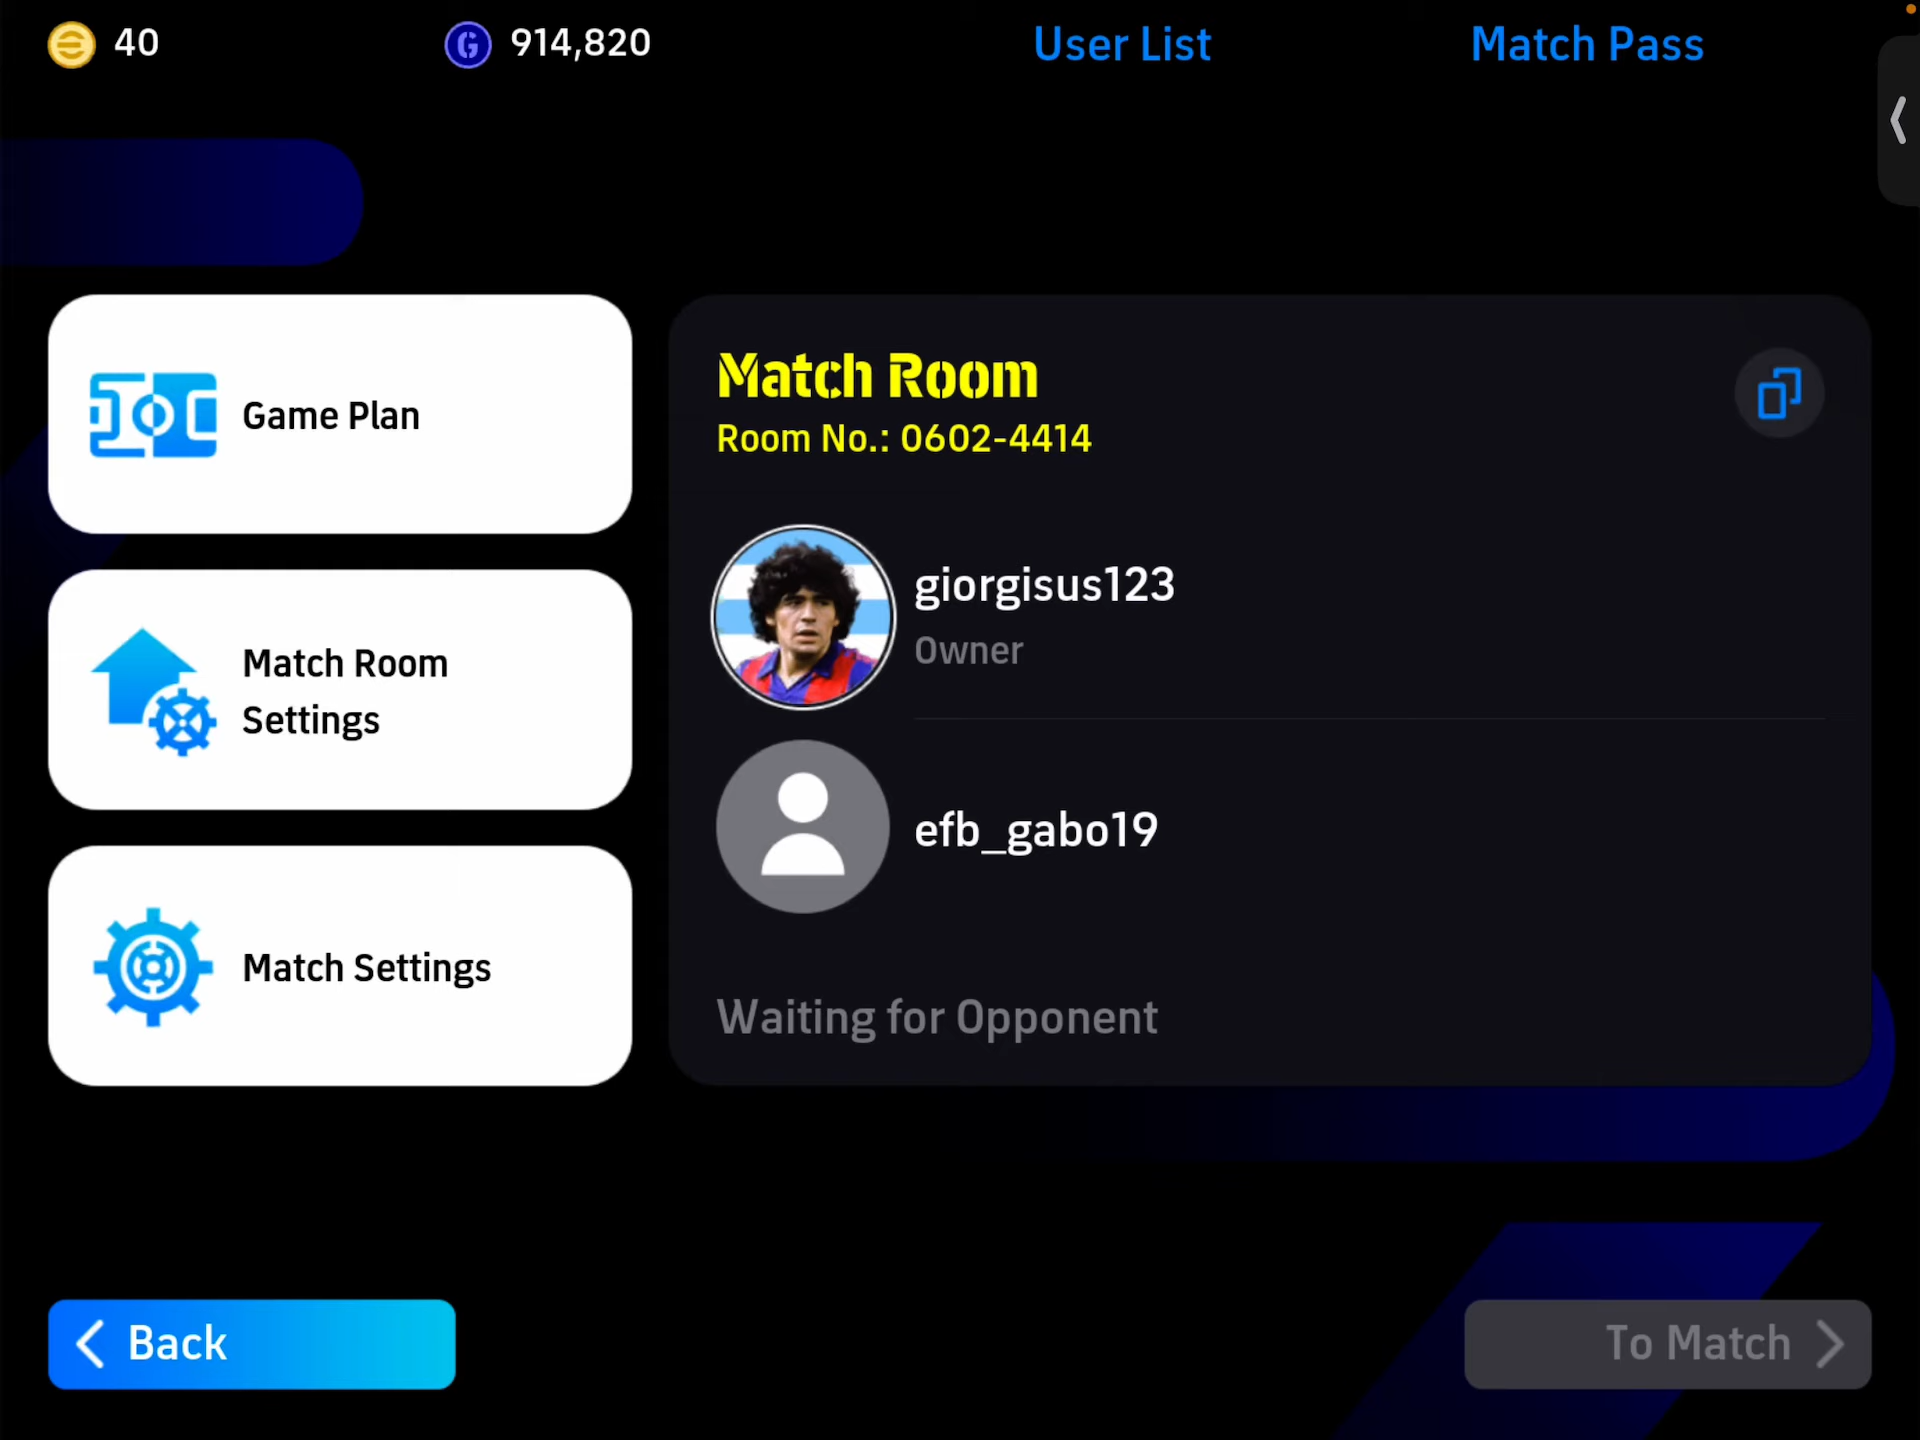 40
914,820
User List
Match Pass
Game Plan
Match Room
Settings
Match Settings
Match Room
Room No.: 0602-4414
giorgisus123
Owner
efb_gabo19
Waiting for Opponent
Back
To Match